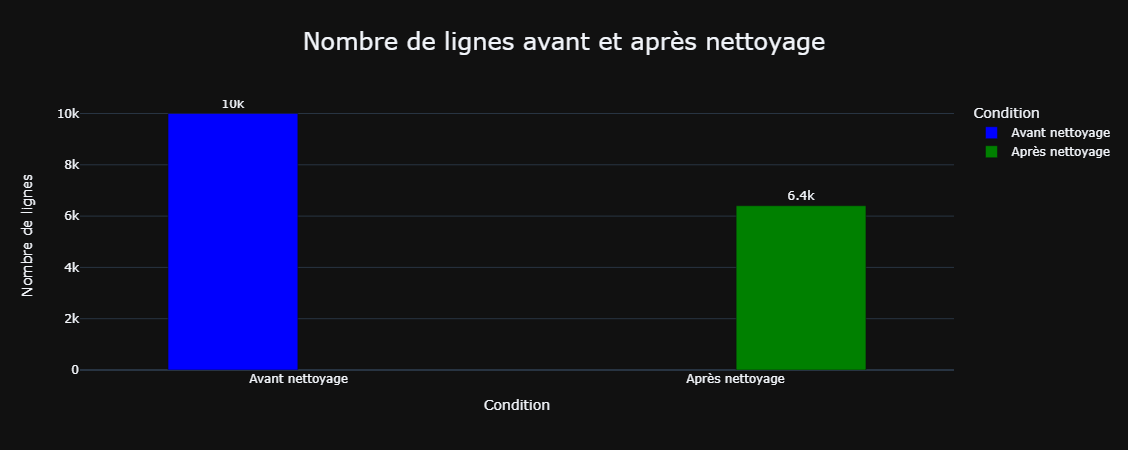 Nombre de lignes avant et après nettoyage
10k
8k
6k
4k
2k
0
Nombre de lignes
10k
6.4k
Avant nettoyage
Après nettoyage
Condition
Condition
Avant nettoyage
Après nettoyage